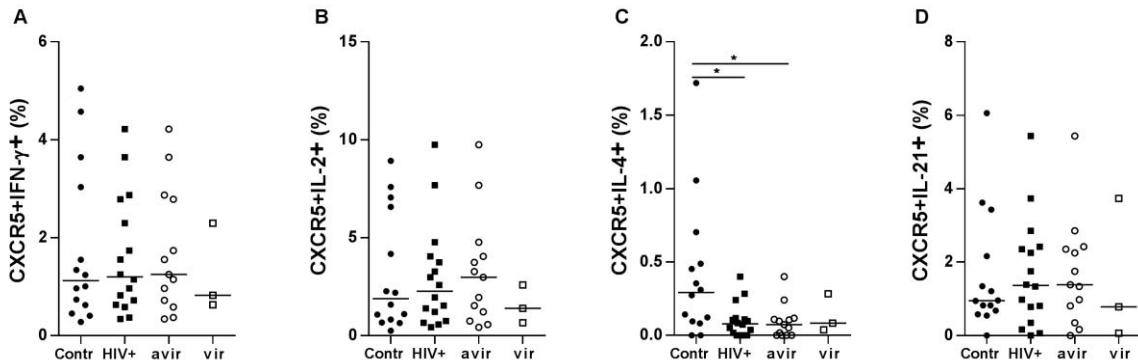 A
CXCR5+IFN-γ+ (%)
6
4
2
0
Contr HIV+ avir vir
B
CXCR5+IL-2+ (%)
15
10
5
0
Contr HIV+ avir vir
C
CXCR5+IL-4+ (%)
2.0
1.5
1.0
0.5
0.0
*
*
Contr HIV+ avir vir
D
CXCR5+IL-21+ (%)
8
6
4
2
0
Contr HIV+ avir vir